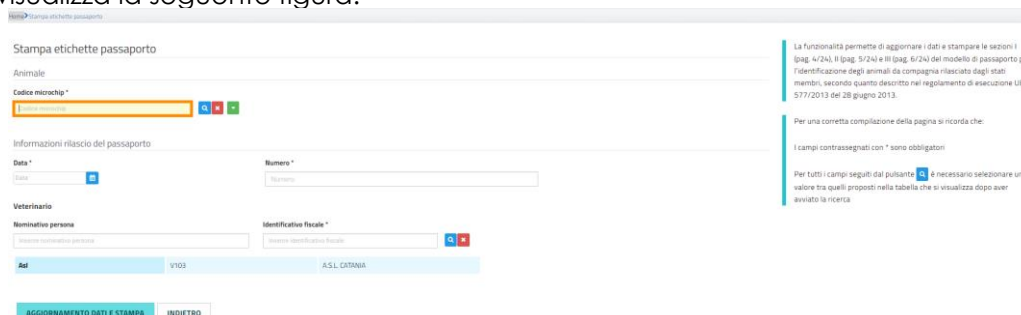 visualizza la seguente figura:
Home Stampa etichette passaporto
Stampa etichette passaporto
Animale
Codice microchip *
Codice microchip
Informazioni rilascio del passaporto
Data *
Numero *
Data
Numero
Veterinario
Nominativo persona
Identificativo fiscale *
Inserire nominativo persona
Inserire identificativo fiscale
Asl V103 A.S.L. CATANIA
AGGIORNAMENTO DATI E STAMPA INDIETRO
La funzionalità permette di aggiornare i dati e stampare le sezioni I
(pag. 4/24), II (pag. 5/24) e III (pag. 6/24) del modello di passaporto p
l'identificazione degli animali da compagnia rilasciato dagli stati
membri, secondo quanto descritto nel regolamento di esecuzione U
577/2013 del 28 giugno 2013.
Per una corretta compilazione della pagina si ricorda che:
I campi contrassegnati con * sono obbligatori
Per tutti i campi seguiti dal pulsante è necessario selezionare un
valore tra quelli proposti nella tabella che si visualizza dopo aver
avviato la ricerca